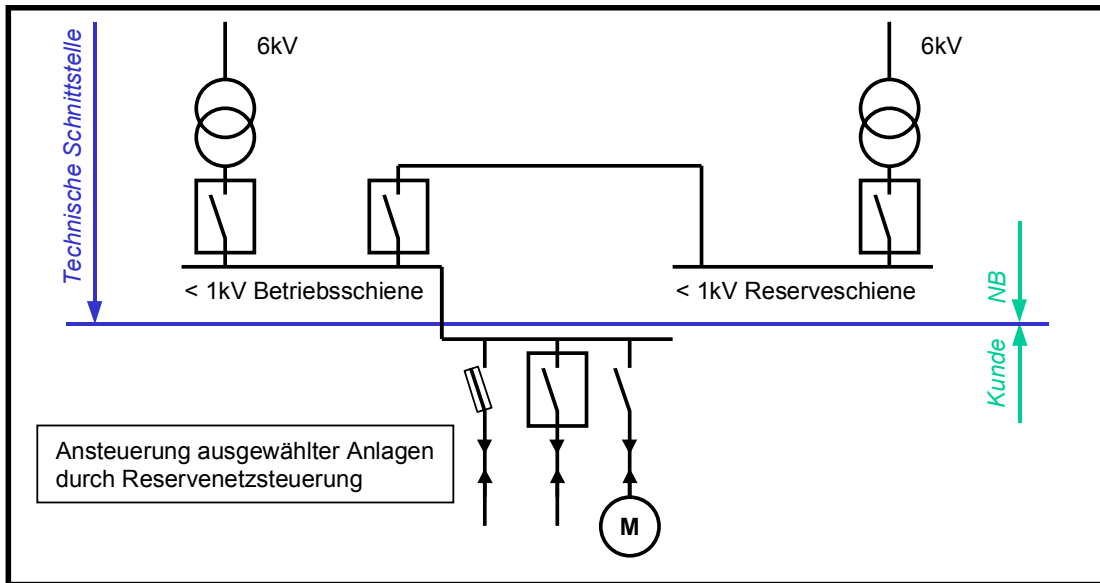 6kV
6kV
Technische Schnittstelle
< 1kV Betriebsschiene
< 1kV Reserveschiene
NB
Kunde
Ansteuerung ausgewählter Anlagen
durch Reservenetzsteuerung
M